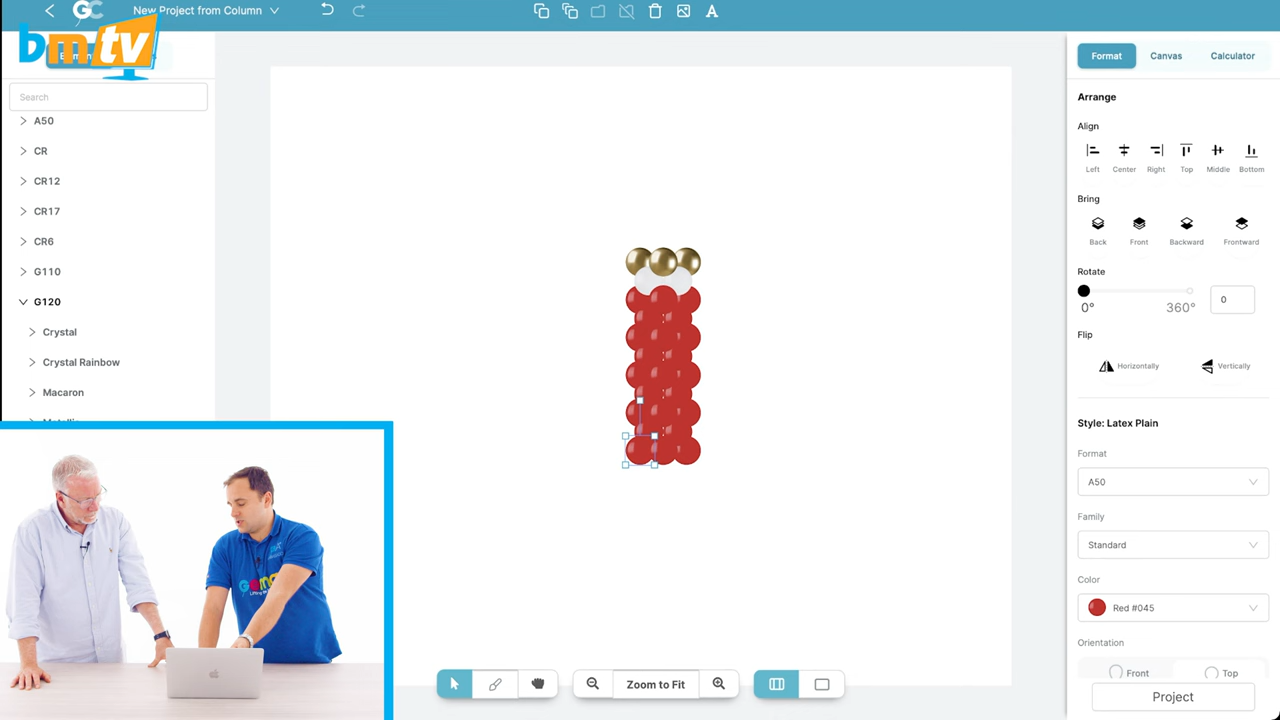 GC
New Project from Column
A
bmtv
Search
A50
CR
CR12
CR17
CR6
G110
G120
Crystal
Crystal Rainbow
Macaron
Format
Canvas
Calculator
Arrange
Align
Left
Center
Right
Top
Middle
Bottom
Bring
Back
Front
Backward
Frontward
Rotate
0
0°
360°
Flip
Horizontally
Vertically
Style: Latex Plain
Format
A50
Family
Standard
Color
Red #045
Orientation
Front
Top
Project
Zoom to Fit